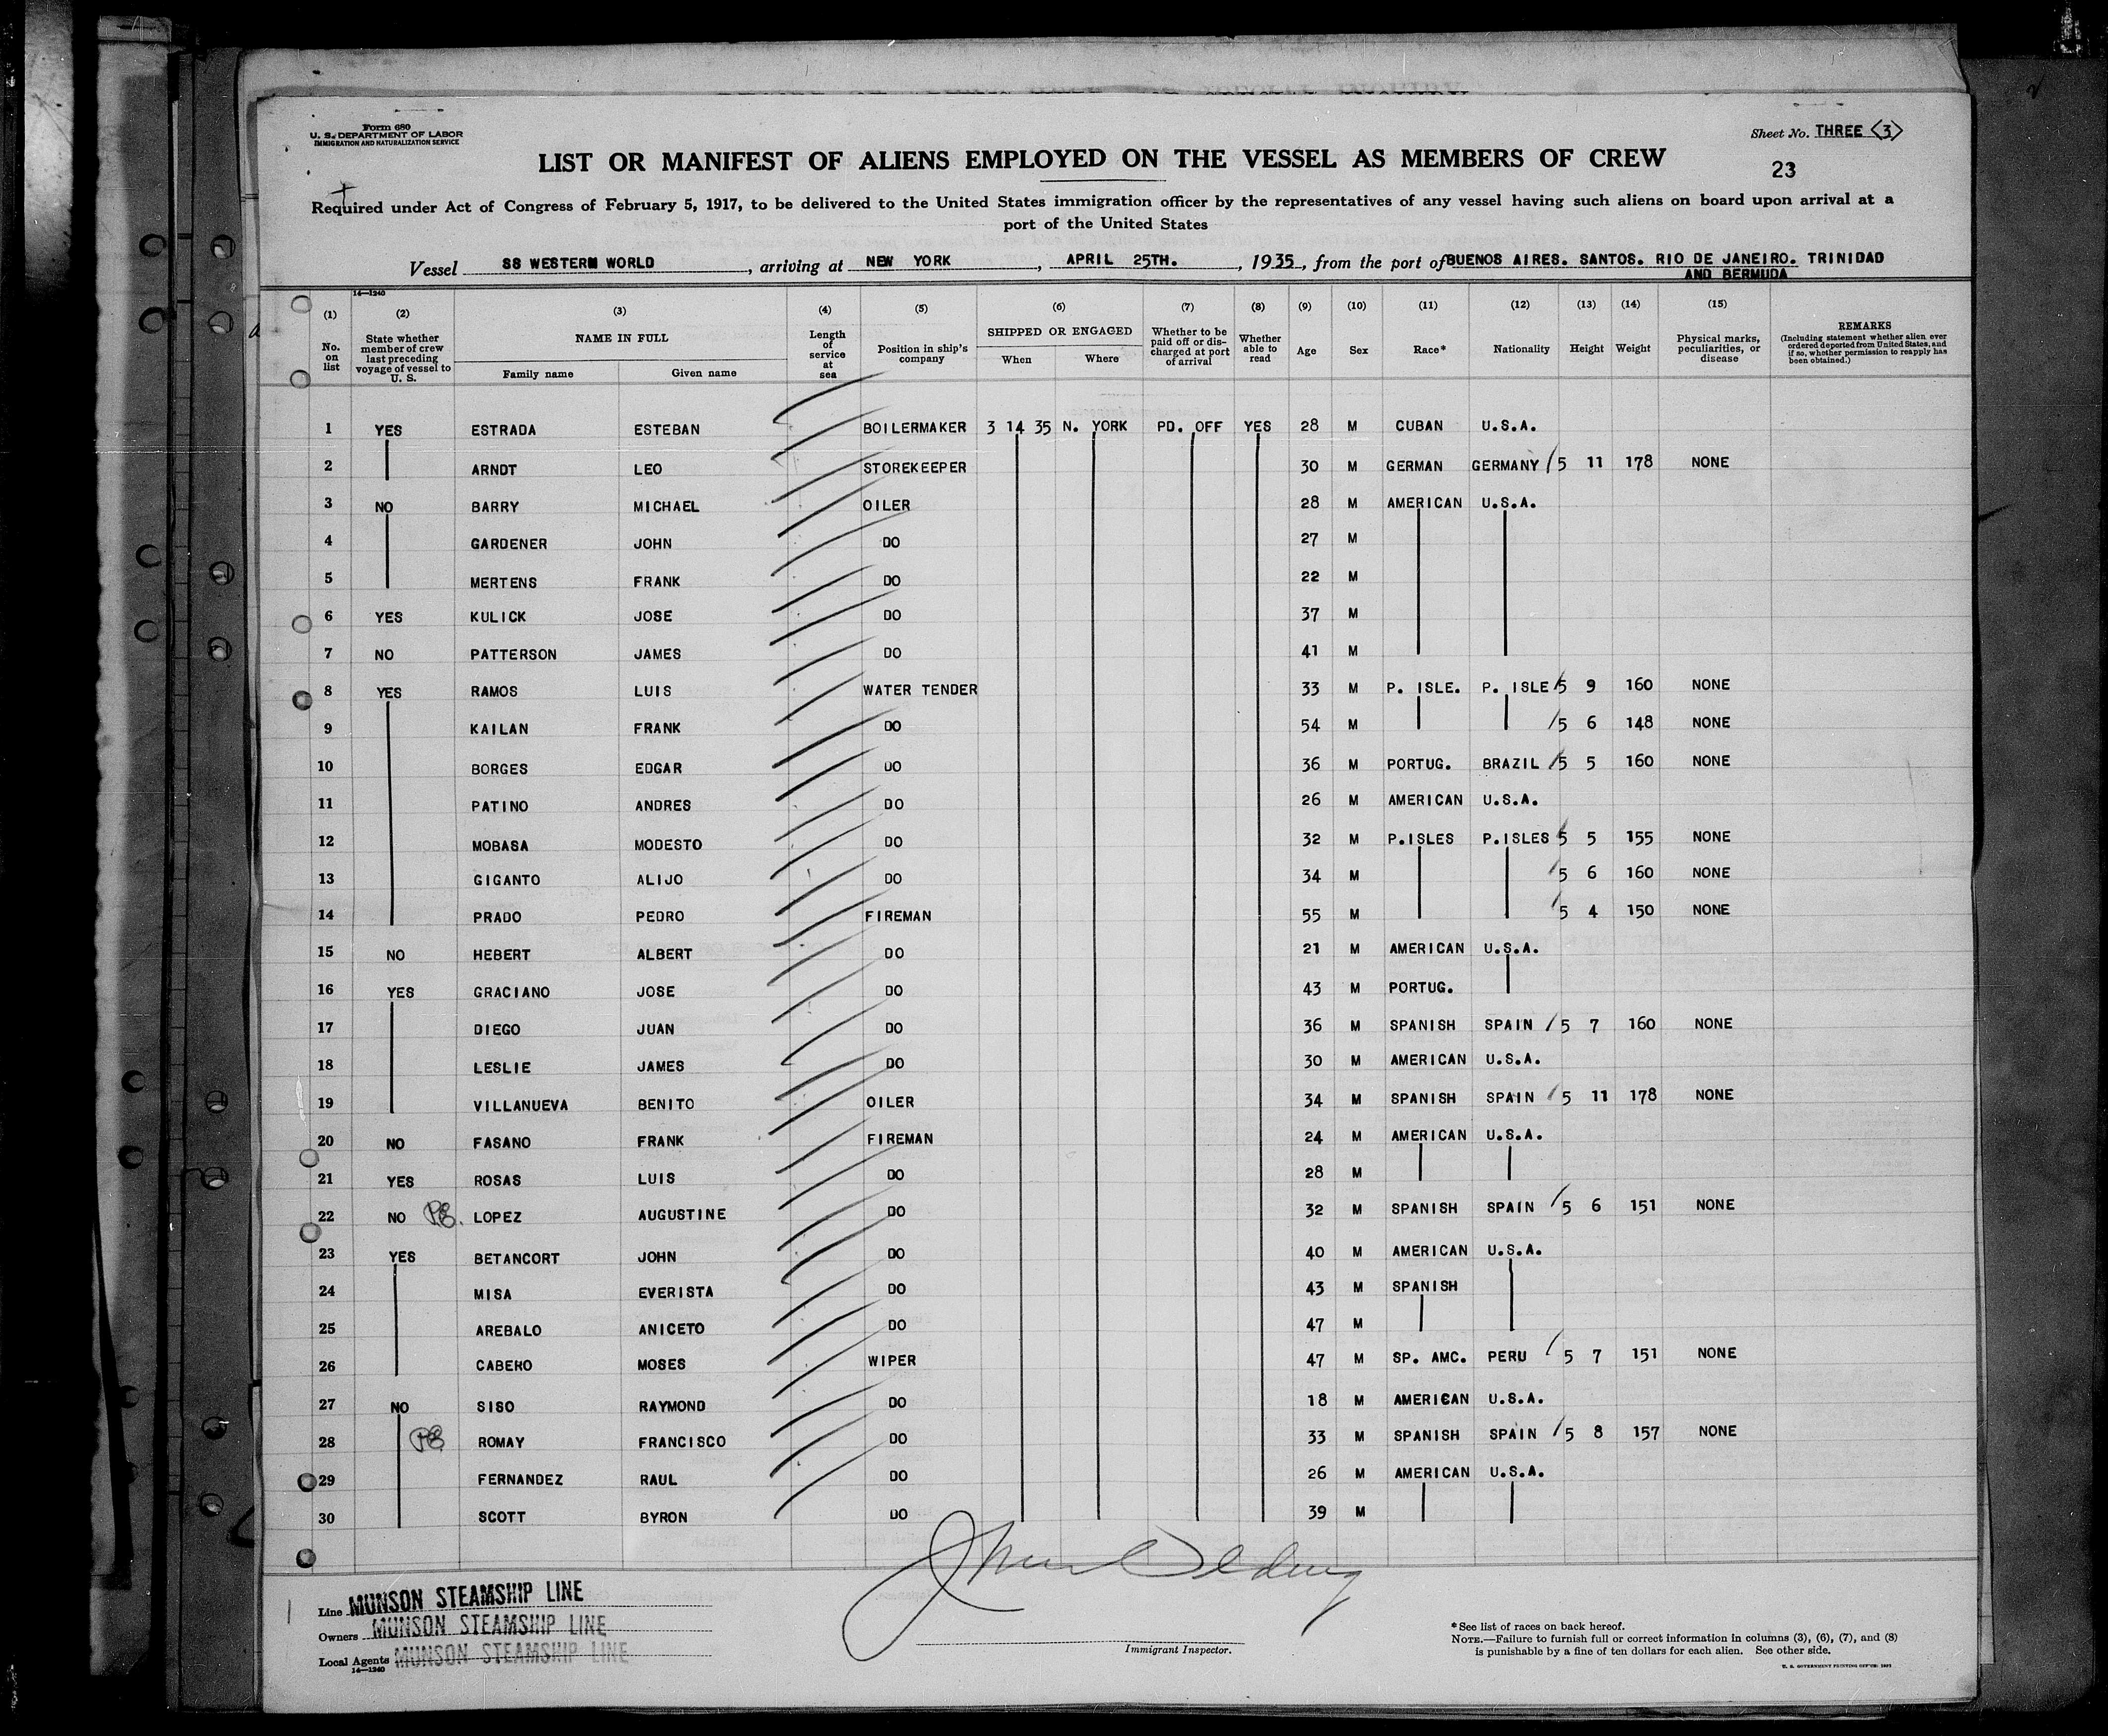 Form 680
U. S. DEPARTMENT OF LABOR
IMMIGRATION AND NATURALIZATION SERVICE
Sheet No. THREE <3>
LIST OR MANIFEST OF ALIENS EMPLOYED ON THE VESSEL AS MEMBERS OF CREW
23
Required under Act of Congress of February 5, 1917, to be delivered to the United States immigration officer by the representatives of any vessel having such aliens on board upon arrival at a
port of the United States
Vessel SS WESTERN WORLD, arriving at NEW YORK, APRIL 25TH., 1935, from the port of BUENOS AIRES. SANTOS. RIO DE JANEIRO. TRINIDAD
AND BERMUDA
14—1240
(1) (2) (3) (4) (5) (6) (7) (8) (9) (10) (11) (12) (13) (14) (15)
No. on list
State whether member of crew last preceding voyage of vessel to U. S.
NAME IN FULL
Family name Given name
Length of service at sea
Position in ship's company
SHIPPED OR ENGAGED
When Where
Whether to be paid off or discharged at port of arrival
Whether able to read
Age Sex Race* Nationality Height Weight
Physical marks, peculiarities, or disease
REMARKS
(Including statement whether alien ever ordered deported from United States, and if so, whether permission to reapply has been obtained.)
1 YES ESTRADA ESTEBAN BOILERMAKER 3 14 35 N. YORK PD. OFF YES 28 M CUBAN U.S.A.
2 ARNDT LEO STOREKEEPER 30 M GERMAN GERMANY 5 11 178 NONE
3 NO BARRY MICHAEL OILER 28 M AMERICAN U.S.A.
4 GARDENER JOHN DO 27 M
5 MERTENS FRANK DO 22 M
6 YES KULICK JOSE DO 37 M
7 NO PATTERSON JAMES DO 41 M
8 YES RAMOS LUIS WATER TENDER 33 M P. ISLE. P. ISLE 5 9 160 NONE
9 KAILAN FRANK DO 54 M 5 6 148 NONE
10 BORGES EDGAR DO 36 M PORTUG. BRAZIL 5 5 160 NONE
11 PATINO ANDRES DO 26 M AMERICAN U.S.A.
12 MOBASA MODESTO DO 32 M P.ISLES P.ISLES 5 5 155 NONE
13 GIGANTO ALIJO DO 34 M 5 6 160 NONE
14 PRADO PEDRO FIREMAN 55 M 5 4 150 NONE
15 NO HEBERT ALBERT DO 21 M AMERICAN U.S.A.
16 YES GRACIANO JOSE DO 43 M PORTUG.
17 DIEGO JUAN DO 36 M SPANISH SPAIN 5 7 160 NONE
18 LESLIE JAMES DO 30 M AMERICAN U.S.A.
19 VILLANUEVA BENITO OILER 34 M SPANISH SPAIN 5 11 178 NONE
20 NO FASANO FRANK FIREMAN 24 M AMERICAN U.S.A.
21 YES ROSAS LUIS DO 28 M
22 NO LOPEZ AUGUSTINE DO 32 M SPANISH SPAIN 5 6 151 NONE
23 YES BETANCORT JOHN DO 40 M AMERICAN U.S.A.
24 MISA EVERISTA DO 43 M SPANISH
25 AREBALO ANICETO DO 47 M
26 CABERO MOSES WIPER 47 M SP. AMC. PERU 5 7 151 NONE
27 NO SISO RAYMOND DO 18 M AMERICAN U.S.A.
28 ROMAY FRANCISCO DO 33 M SPANISH SPAIN 5 8 157 NONE
29 FERNANDEZ RAUL DO 26 M AMERICAN U.S.A.
30 SCOTT BYRON DO 39 M
Line MUNSON STEAMSHIP LINE
Owners MUNSON STEAMSHIP LINE
Local Agents MUNSON STEAMSHIP LINE
14—1240
Immigrant Inspector.
*See list of races on back hereof.
NOTE.—Failure to furnish full or correct information in columns (3), (6), (7), and (8)
is punishable by a fine of ten dollars for each alien. See other side.